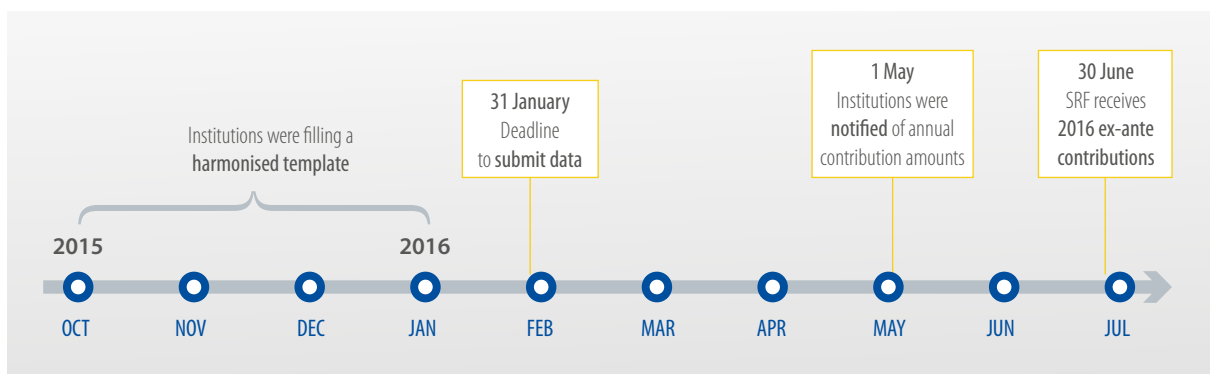 Institutions were filling a
harmonised template
31 January
Deadline
to submit data
1 May
Institutions were
notified of annual
contribution amounts
30 June
SRF receives
2016 ex-ante
contributions
2015
2016
OCT
NOV
DEC
JAN
FEB
MAR
APR
MAY
JUN
JUL